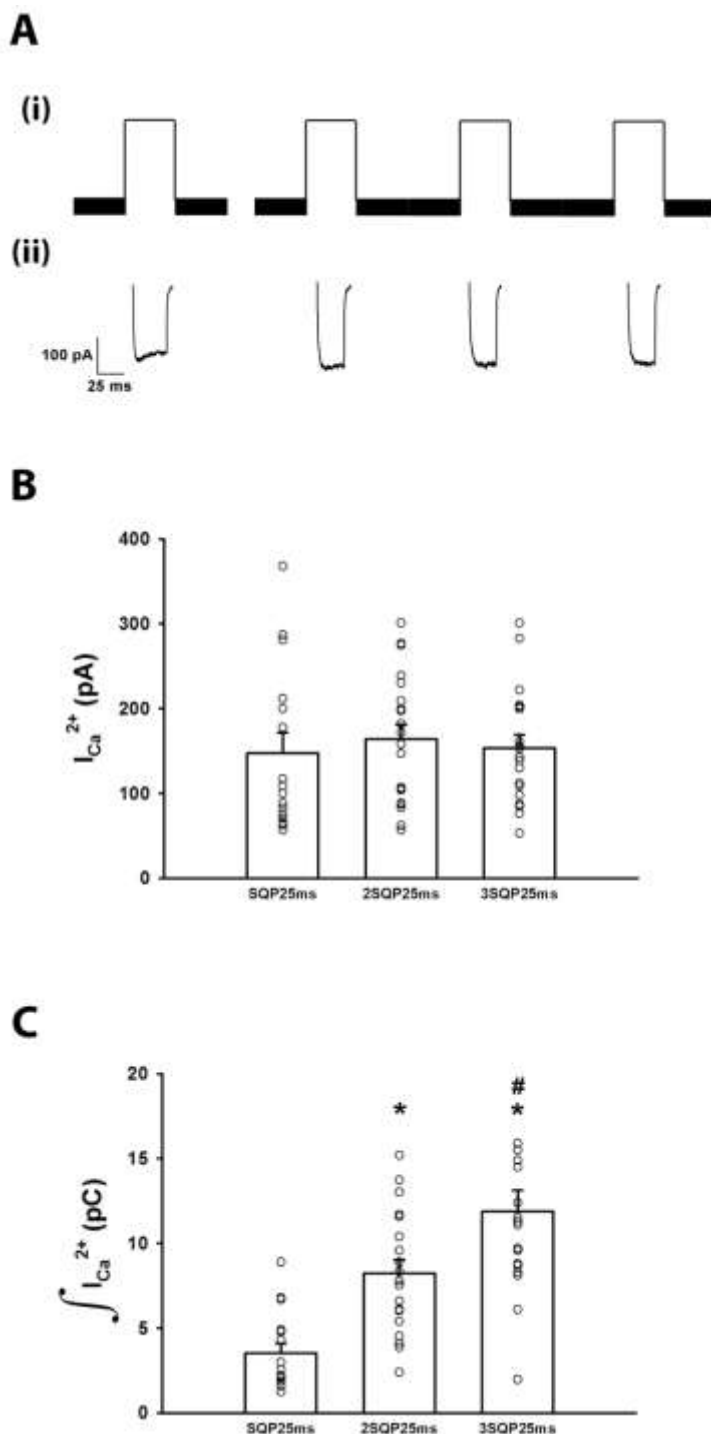 A
(i)
(ii)
100 pA
25 ms
B
400
300
200
100
0
I_Ca^2+ (pA)
SQP25ms 2SQP25ms 3SQP25ms
C
20
15
10
5
0
∫ I_Ca^2+ (pC)
#
* *
SQP25ms 2SQP25ms 3SQP25ms